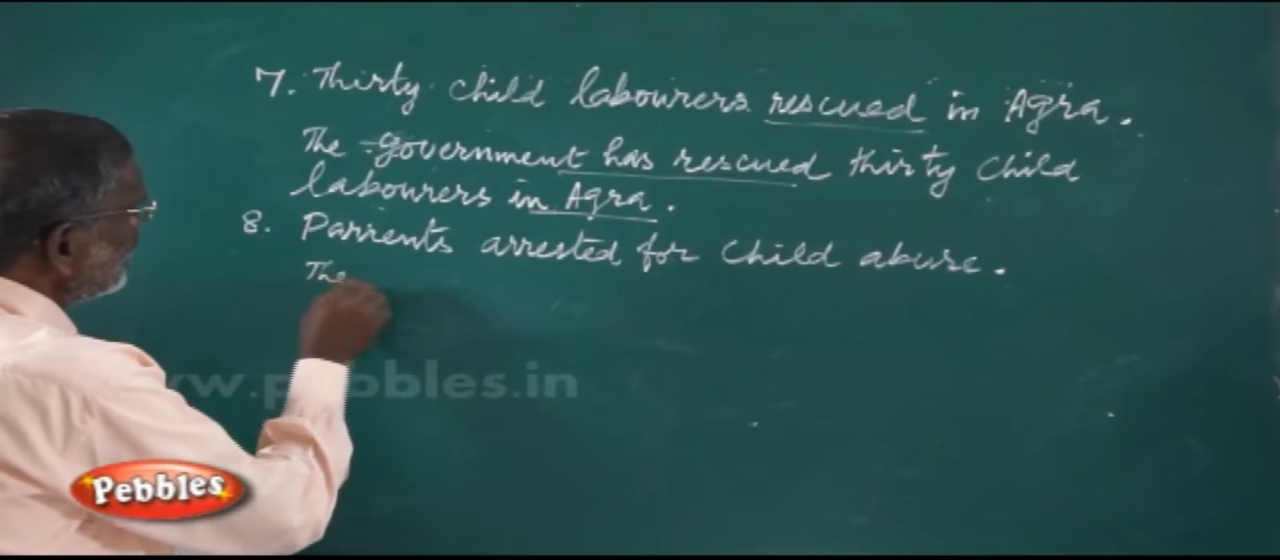 7. Thirty child labourers rescued in Agra.
The government has rescued thirty child
labourers in Agra.
8. Parrents arrested for child abuse.
The
www.pebbles.in
Pebbles